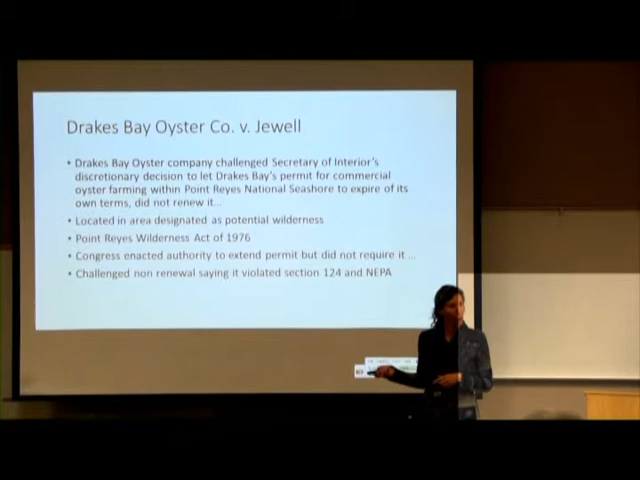 Drakes Bay Oyster Co. v. Jewell
• Drakes Bay Oyster company challenged Secretary of Interior's
discretionary decision to let Drakes Bay's permit for commercial
oyster farming within Point Reyes National Seashore to expire of its
own terms, did not renew it…
• Located in area designated as potential wilderness
• Point Reyes Wilderness Act of 1976
• Congress enacted authority to extend permit but did not require it …
• Challenged non renewal saying it violated section 124 and NEPA